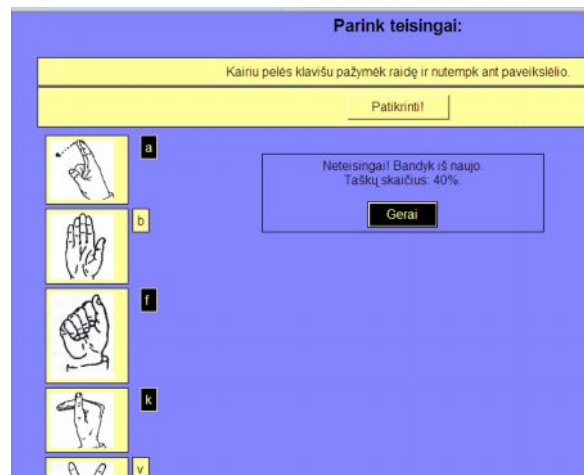 Parink teisingai:
Kairiu pelės klavišu pažymėk raidę ir nutempk ant paveikslėlio.
Patikrinti!
a
Neteisingai! Bandyk iš naujo.
Taškų skaičius: 40%.
Gerai
b
f
k
v